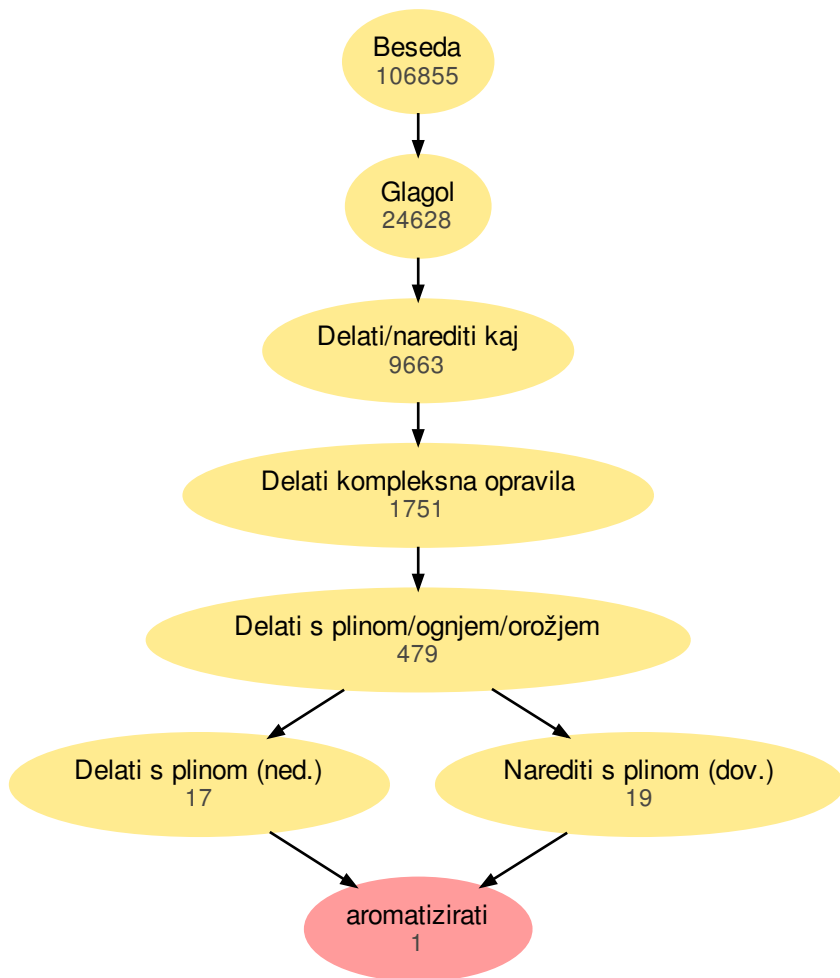 Beseda
106855
Glagol
24628
Delati/narediti kaj
9663
Delati kompleksna opravila
1751
Delati s plinom/ognjem/orožjem
479
Delati s plinom (ned.)
17
Narediti s plinom (dov.)
19
aromatizirati
1